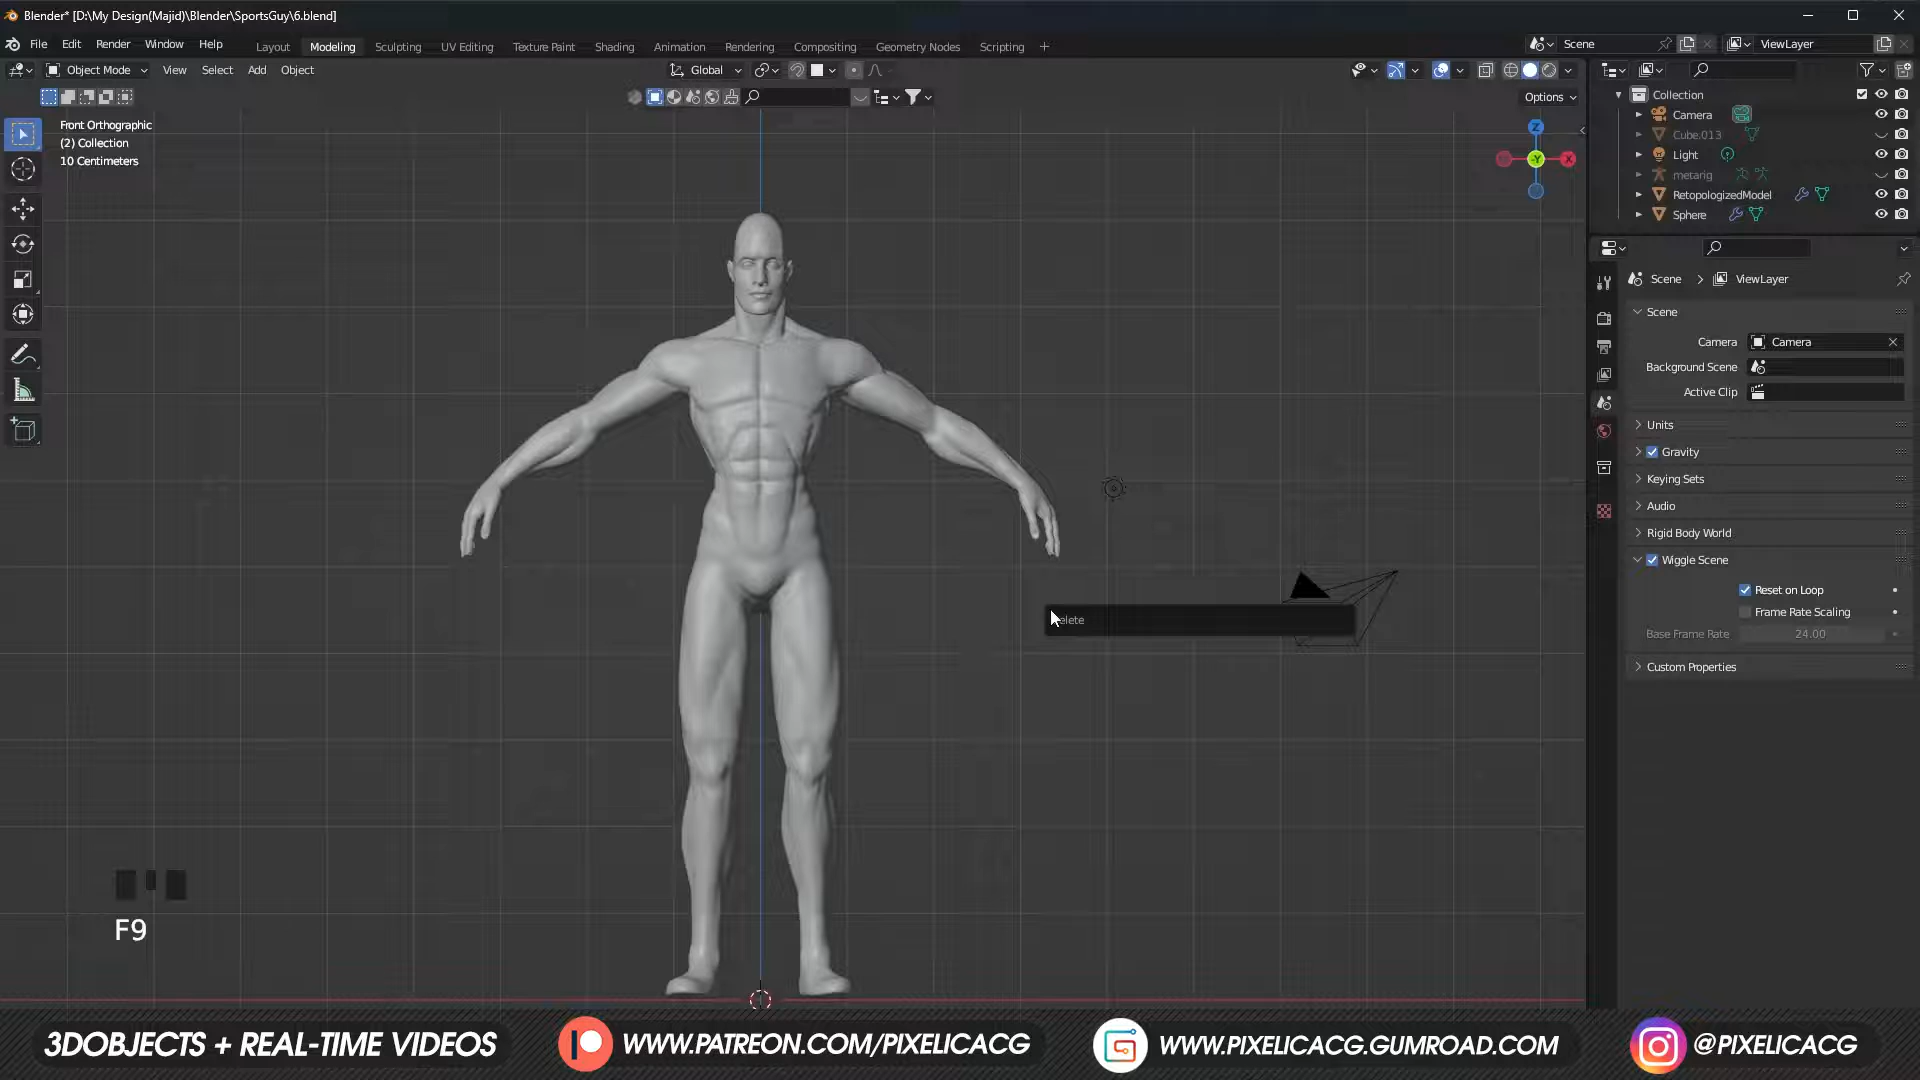 Blender* [D:\My Design(Majid)\Blender\SportsGuy\6.blend]
File Edit Render Window Help
Layout Modeling Sculpting UV Editing Texture Paint Shading Animation Rendering Compositing Geometry Nodes Scripting
Scene
ViewLayer
Object Mode View Select Add Object
Global
Options
Front Orthographic
(2) Collection
10 Centimeters
Z
-Y
X
Collection
Camera
Cube.013
Light
metarig
RetopologizedModel
Sphere
Scene > ViewLayer
Scene
Camera Camera
Background Scene
Active Clip
Units
Gravity
Keying Sets
Audio
Rigid Body World
Wiggle Scene
Reset on Loop
Frame Rate Scaling
Base Frame Rate 24.00
Custom Properties
elete
F9
3DOBJECTS + REAL-TIME VIDEOS
WWW.PATREON.COM/PIXELICACG
WWW.PIXELICACG.GUMROAD.COM
@PIXELICACG